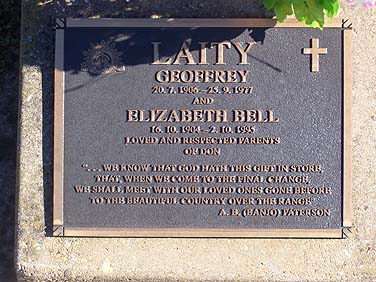 LAITY
GEOFFREY
20. 7. 1906 – 25. 9. 1977
AND
ELIZABETH BELL
16. 10. 1904 – 2. 10. 1995
LOVED AND RESPECTED PARENTS
OF DON
". . . WE KNOW THAT GOD HATH THIS GIFT IN STORE,
THAT, WHEN WE COME TO THE FINAL CHANGE,
WE SHALL MEET WITH OUR LOVED ONES GONE BEFORE
TO THE BEAUTIFUL COUNTRY OVER THE RANGE"
A. B. (BANJO) PATERSON